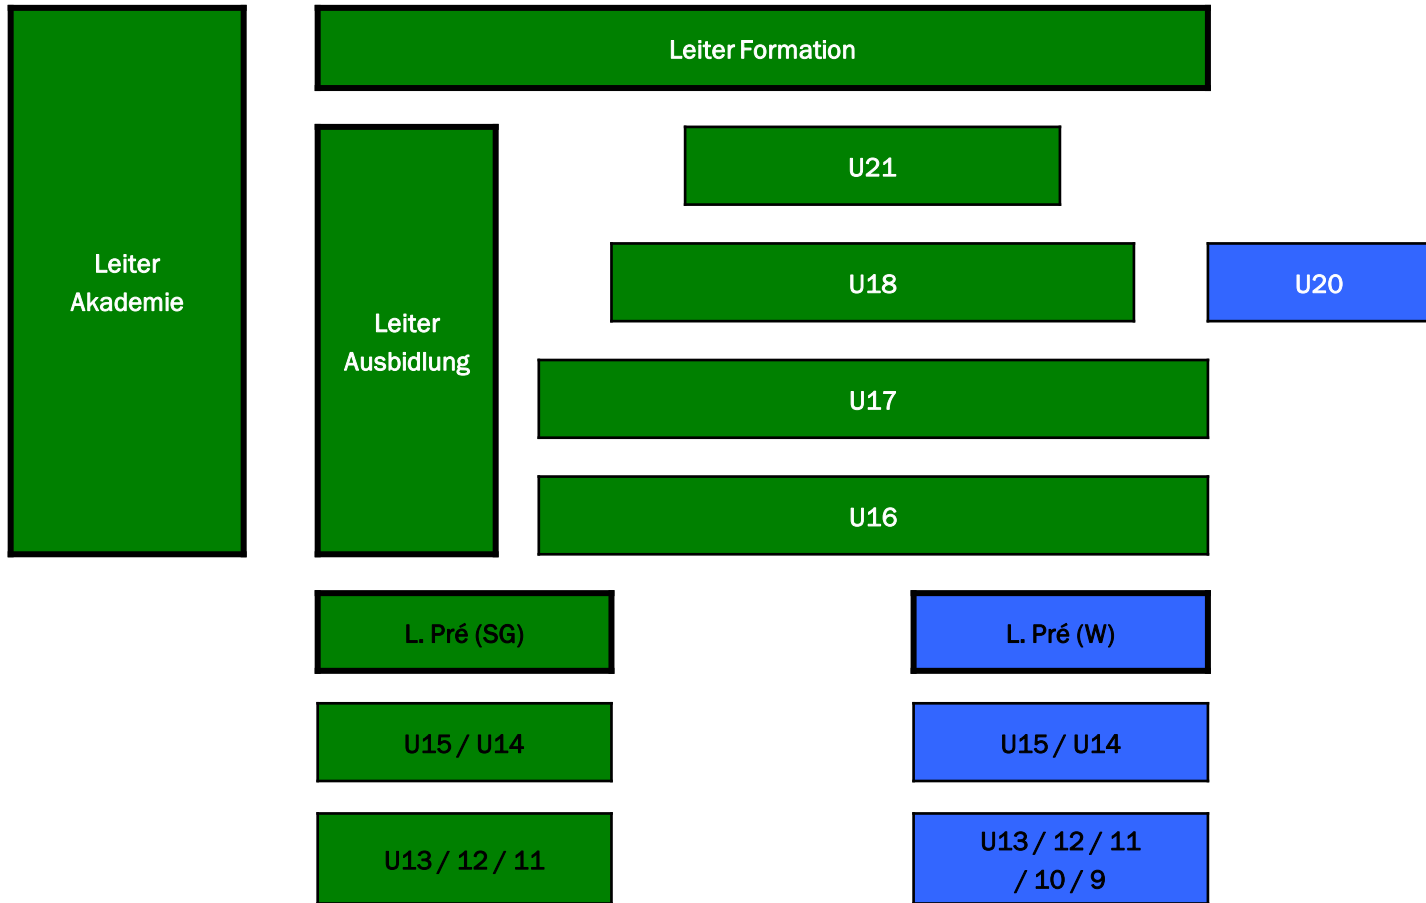 Leiter Formation
U21
Leiter
Akademie
U18
U20
Leiter
Ausbidlung
U17
U16
L. Pré (SG)
L. Pré (W)
U15 / U14
U15 / U14
U13 / 12 / 11
U13 / 12 / 11
/ 10 / 9